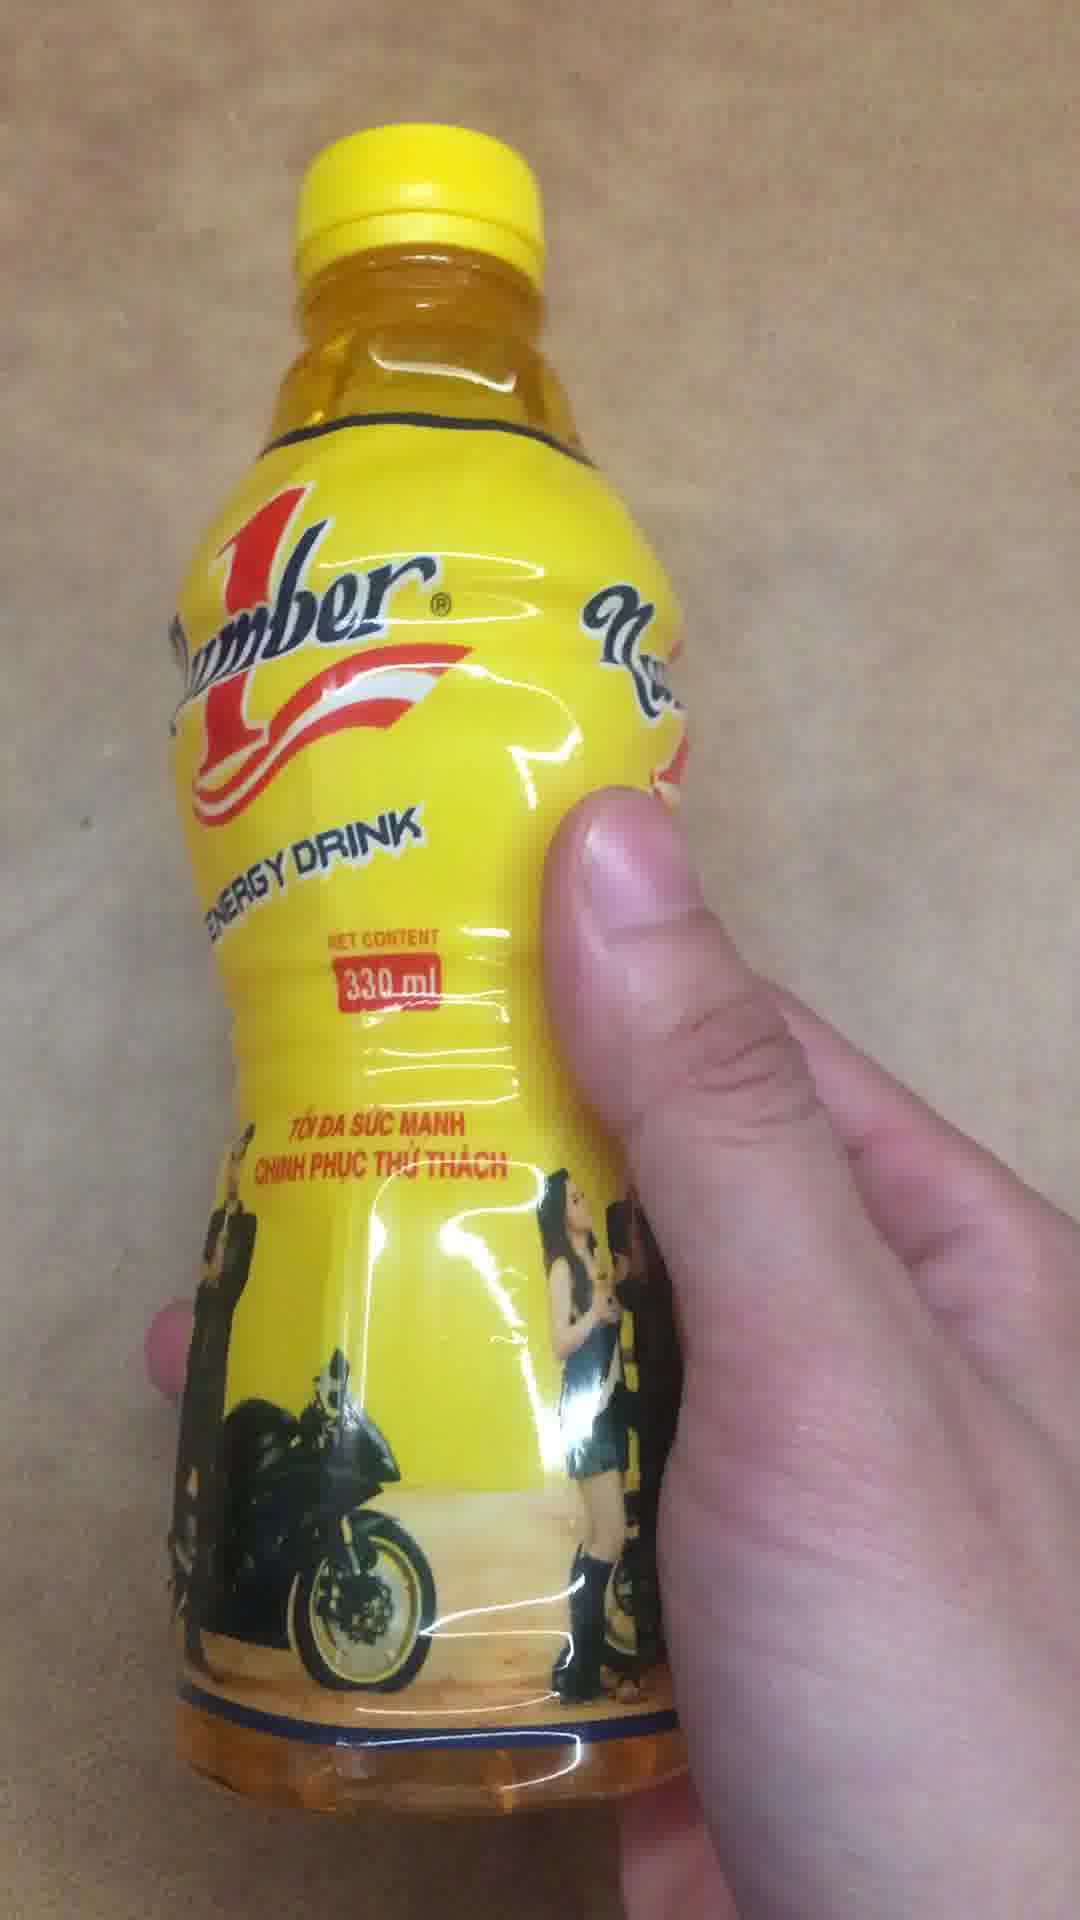 1
Number ®
ENERGY DRINK
NET CONTENT
330 ml
TỐI ĐA SỨC MẠNH
CHINH PHỤC THỬ THÁCH